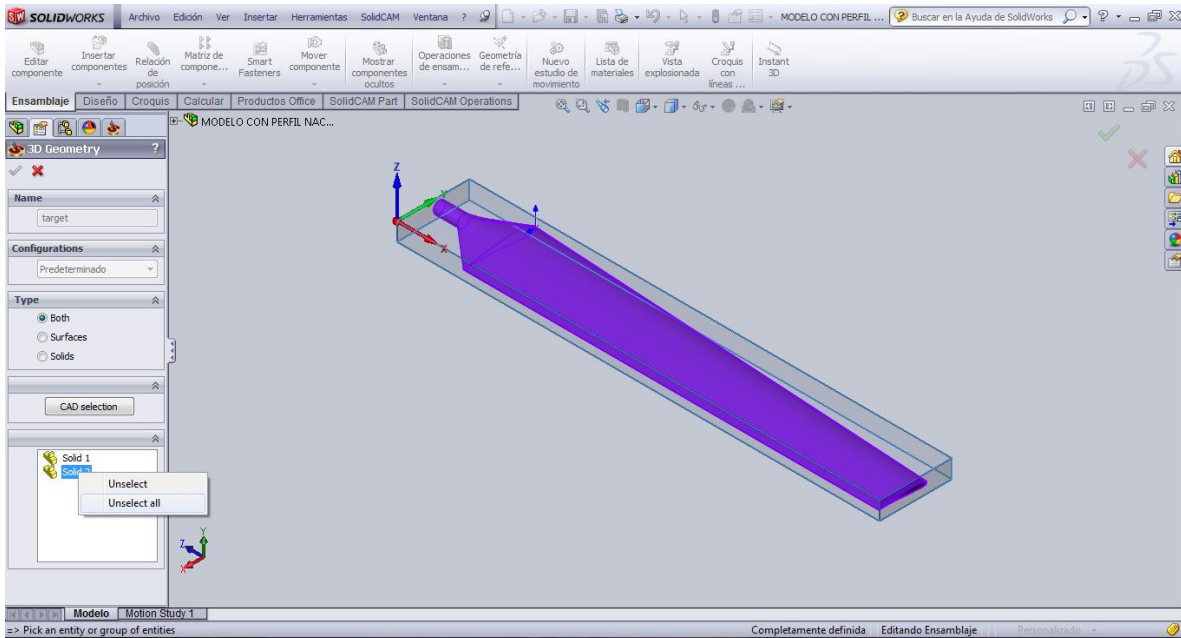 SOLIDWORKS Archivo Edición Ver Insertar Herramientas SolidCAM Ventana ? MODELO CON PERFIL ... Buscar en la Ayuda de SolidWorks ?
Editar componente
Insertar componentes
Relación de posición
Matriz de compone...
Smart Fasteners
Mover componente
Mostrar componentes ocultos
Operaciones de ensam...
Geometría de refe...
Nuevo estudio de movimiento
Lista de materiales
Vista explosionada
Croquis con líneas ...
Instant 3D
Ensamblaje Diseño Croquis Calcular Productos Office SolidCAM Part SolidCAM Operations
MODELO CON PERFIL NAC...
3D Geometry ?
Name
target
Configurations
Predeterminado
Type
Both
Surfaces
Solids
CAD selection
Solid 1
Unselect
Unselect all
Z
Y
X
Y
Z
X
Modelo Motion Study 1
=> Pick an entity or group of entities Completamente definida Editando Ensamblaje Personalizado